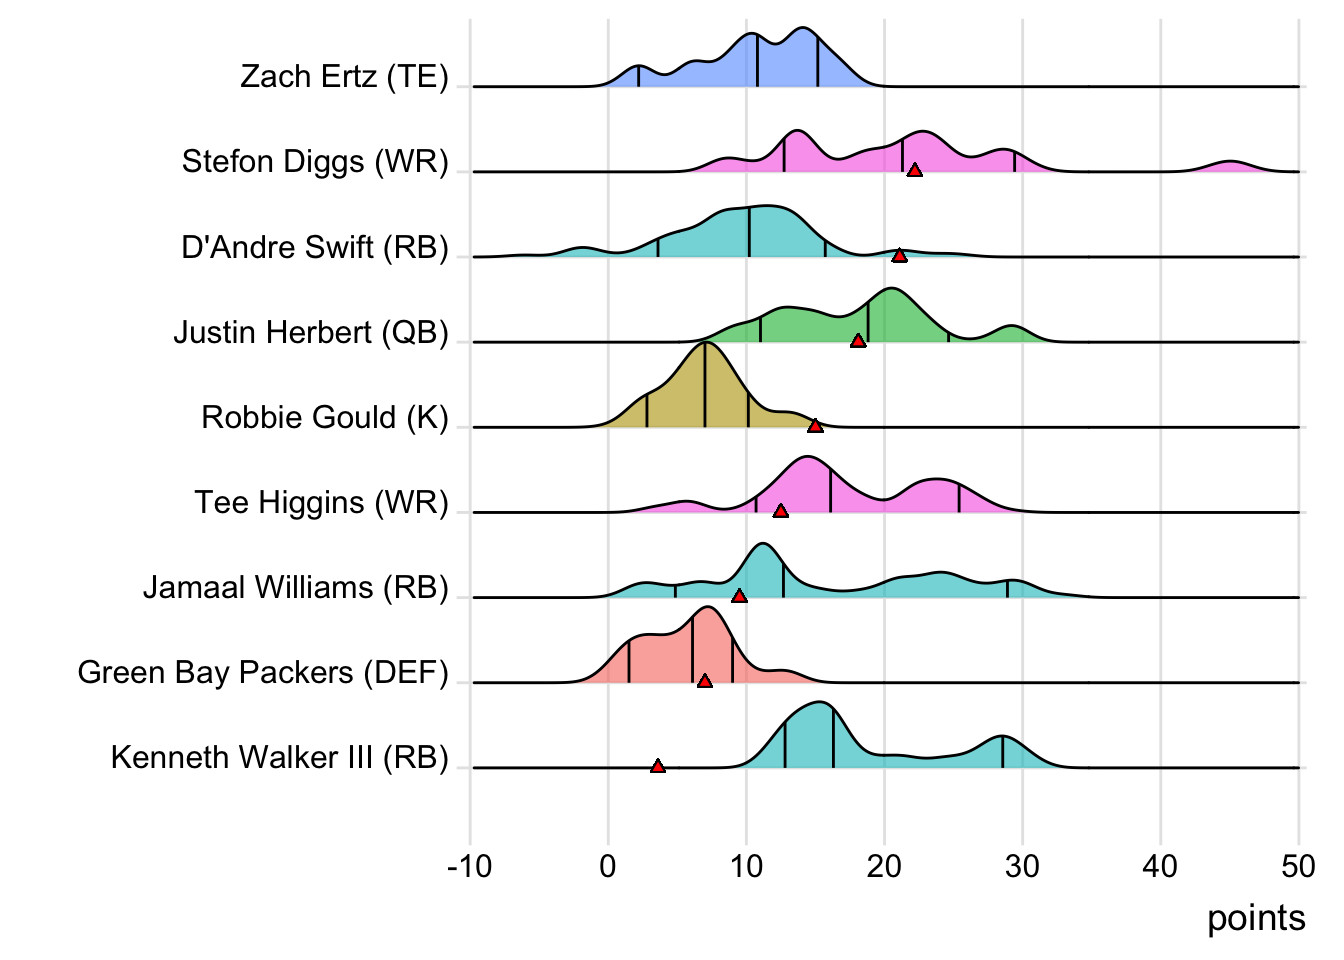 Zach Ertz (TE)
Stefon Diggs (WR)
D'Andre Swift (RB)
Justin Herbert (QB)
Robbie Gould (K)
Tee Higgins (WR)
Jamaal Williams (RB)
Green Bay Packers (DEF)
Kenneth Walker III (RB)
-10 0 10 20 30 40 50
points